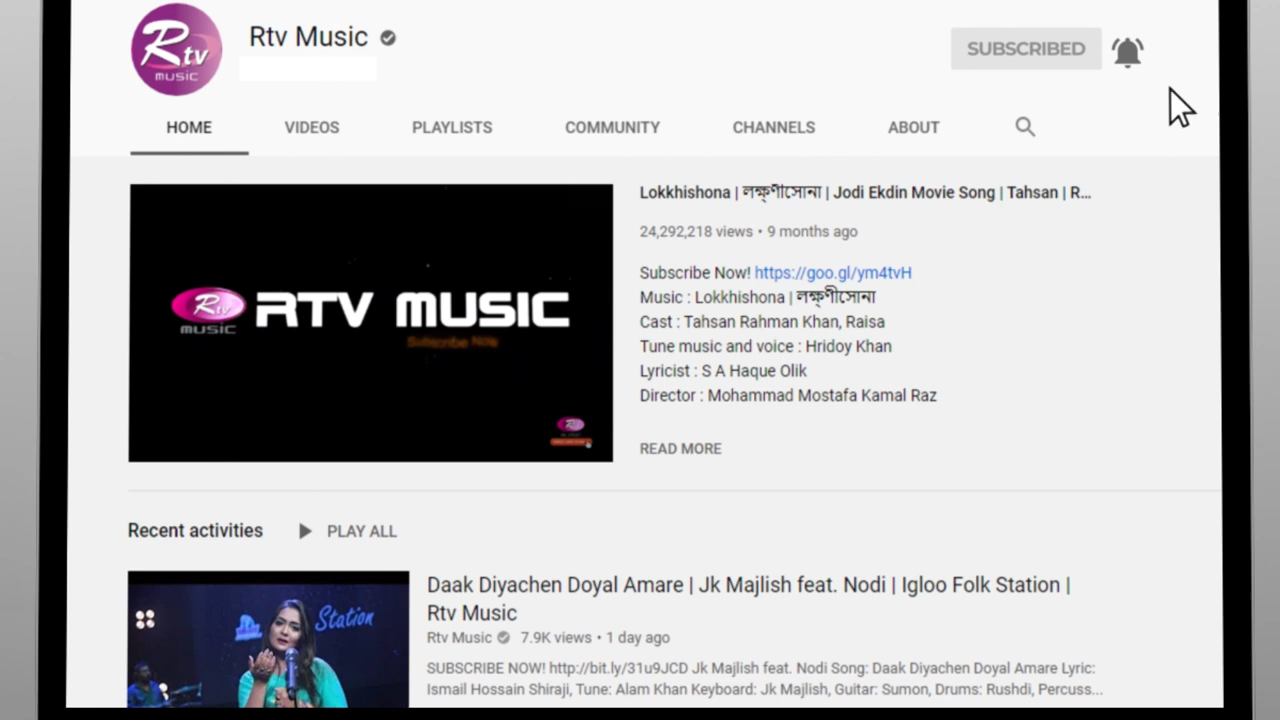 Rtv
MUSIC
Rtv Music
SUBSCRIBED
HOME
VIDEOS
PLAYLISTS
COMMUNITY
CHANNELS
ABOUT
Rtv
MUSIC
RTV MUSIC
Subscribe Now
Lokkhishona | লক্ষ্ণীসোনা | Jodi Ekdin Movie Song | Tahsan | R...
24,292,218 views • 9 months ago
Subscribe Now! https://goo.gl/ym4tvH
Music : Lokkhishona | লক্ষ্ণীসোনা
Cast : Tahsan Rahman Khan, Raisa
Tune music and voice : Hridoy Khan
Lyricist : S A Haque Olik
Director : Mohammad Mostafa Kamal Raz
READ MORE
Recent activities
PLAY ALL
Station
Daak Diyachen Doyal Amare | Jk Majlish feat. Nodi | Igloo Folk Station |
Rtv Music
Rtv Music 7.9K views • 1 day ago
SUBSCRIBE NOW! http://bit.ly/31u9JCD Jk Majlish feat. Nodi Song: Daak Diyachen Doyal Amare Lyric:
Ismail Hossain Shiraji, Tune: Alam Khan Keyboard: Jk Majlish, Guitar: Sumon, Drums: Rushdi, Percuss...